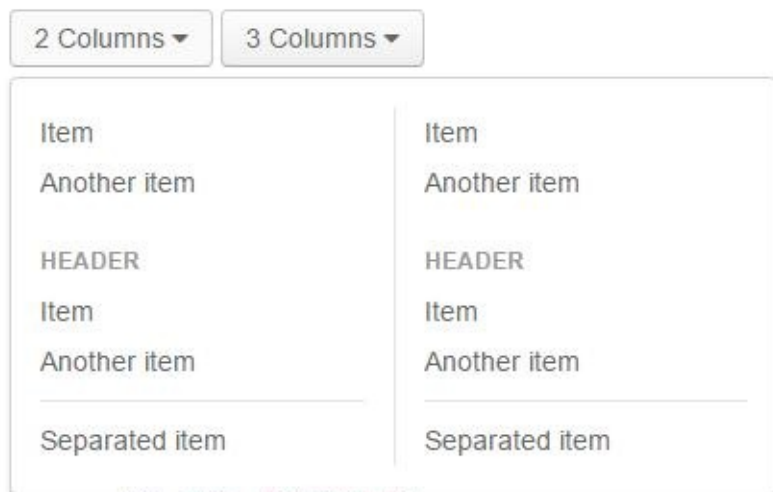 2 Columns
3 Columns
Item
Another item
HEADER
Item
Another item
Separated item
Item
Another item
HEADER
Item
Another item
Separated item